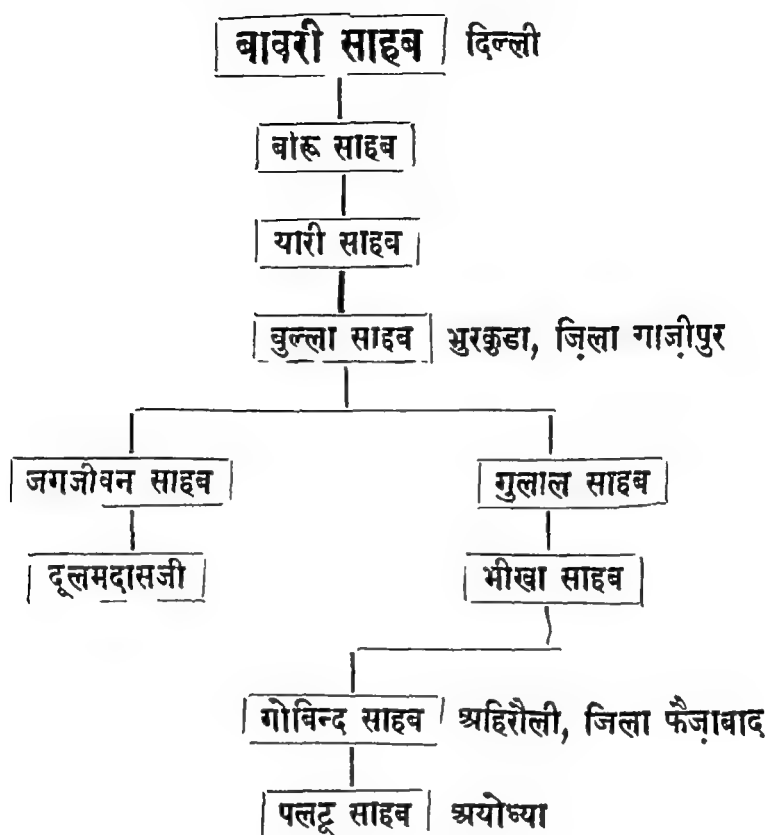 बावरी साहब दिल्ली
बीरू साहब
यारी साहब
बुल्ला साहब भुरकुडा, ज़िला गाज़ीपुर
जगजीवन साहब गुलाल साहब
दूलमदासजी भीखा साहब
गोबिन्द साहब अहिरौली, जिला फैज़ाबाद
पलटू साहब अयोध्या